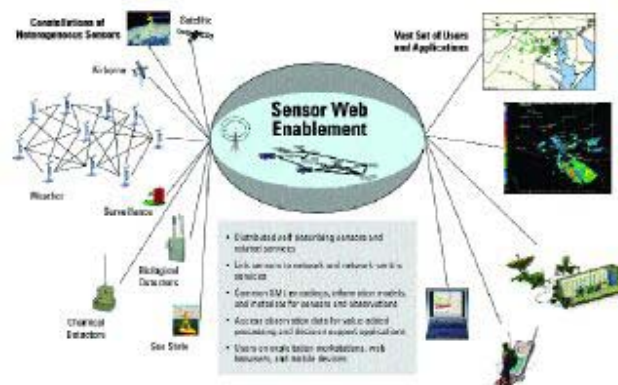 Constellations of
Heterogeneous Sensors
Satellite
Airborne
Weather
Surveillance
Biological
Detectors
Chemical
Detectors
Sea State
Sensor Web
Enablement
Vast Set of Users
and Applications
• Distributed self-describing sensors and
related services
• Link sensors to network and network-centric
services
• Common XML encodings, information models,
and metadata for sensors and observations
• Access observation data for value added
processing and decision support applications
• Users on exploitation workstations, web
browsers, and mobile devices